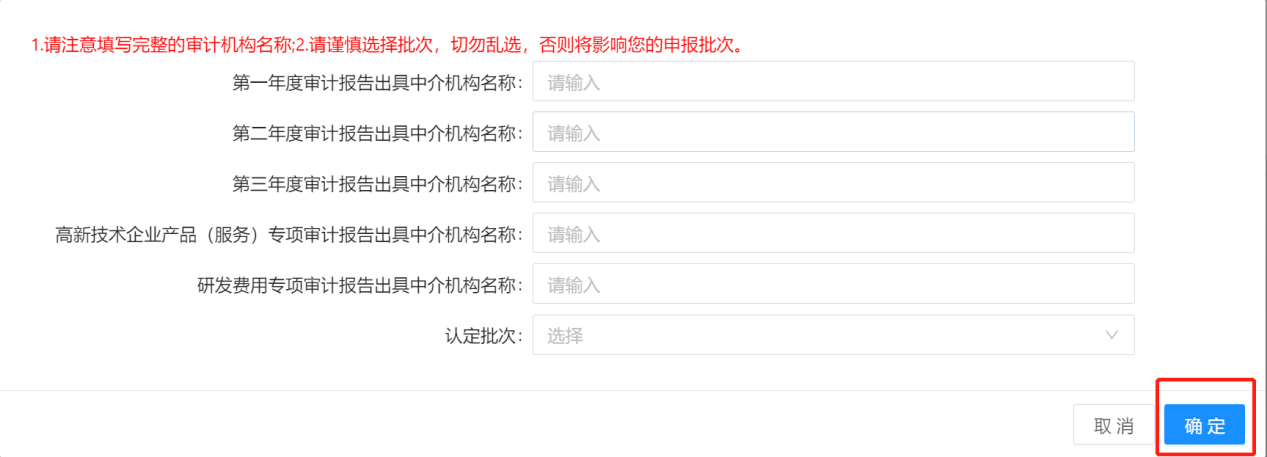 1.请注意填写完整的审计机构名称;2.请谨慎选择批次，切勿乱选，否则将影响您的申报批次。
第一年度审计报告出具中介机构名称: 请输入
第二年度审计报告出具中介机构名称: 请输入
第三年度审计报告出具中介机构名称: 请输入
高新技术企业产品（服务）专项审计报告出具中介机构名称: 请输入
研发费用专项审计报告出具中介机构名称: 请输入
认定批次: 选择
取 消 确 定